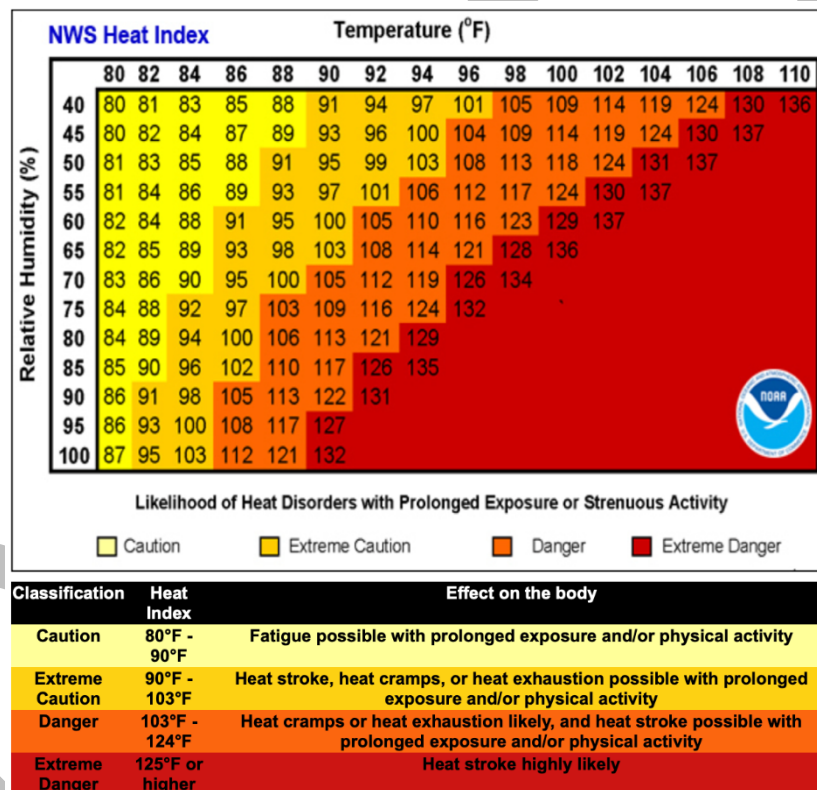 NWS Heat Index Temperature (°F)
80 82 84 86 88 90 92 94 96 98 100 102 104 106 108 110
Relative Humidity (%)
40 80 81 83 85 88 91 94 97 101 105 109 114 119 124 130 136
45 80 82 84 87 89 93 96 100 104 109 114 119 124 130 137
50 81 83 85 88 91 95 99 103 108 113 118 124 131 137
55 81 84 86 89 93 97 101 106 112 117 124 130 137
60 82 84 88 91 95 100 105 110 116 123 129 137
65 82 85 89 93 98 103 108 114 121 128 136
70 83 86 90 95 100 105 112 119 126 134
75 84 88 92 97 103 109 116 124 132
80 84 89 94 100 106 113 121 129
85 85 90 96 102 110 117 126 135
90 86 91 98 105 113 122 131
95 86 93 100 108 117 127
100 87 95 103 112 121 132
NOAA
Likelihood of Heat Disorders with Prolonged Exposure or Strenuous Activity
Caution Extreme Caution Danger Extreme Danger
Classification Heat Index Effect on the body
Caution 80°F - 90°F Fatigue possible with prolonged exposure and/or physical activity
Extreme Caution 90°F - 103°F Heat stroke, heat cramps, or heat exhaustion possible with prolonged exposure and/or physical activity
Danger 103°F - 124°F Heat cramps or heat exhaustion likely, and heat stroke possible with prolonged exposure and/or physical activity
Extreme Danger 125°F or higher Heat stroke highly likely